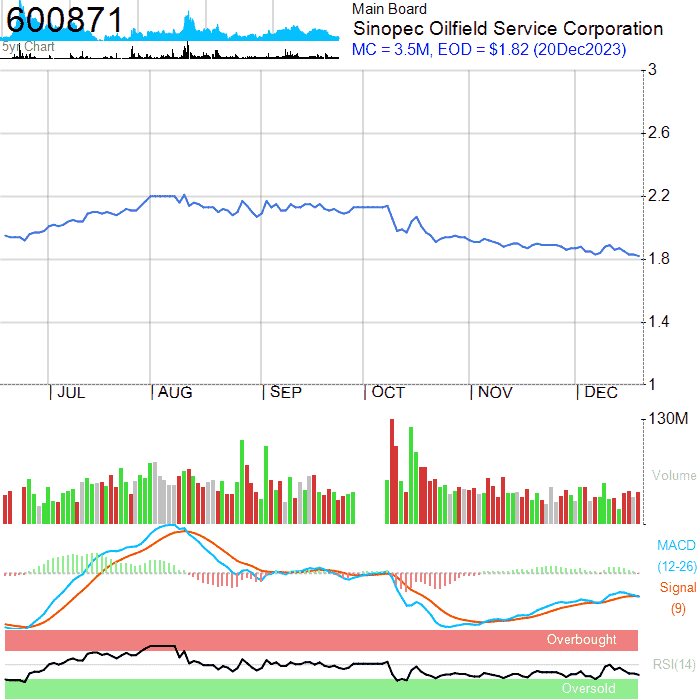 600871
5yr Chart
Main Board
Sinopec Oilfield Service Corporation
MC = 3.5M, EOD = $1.82 (20Dec2023)
3
2.6
2.2
1.8
1.4
1
JUL AUG SEP OCT NOV DEC
130M
Volume
MACD
(12-26)
Signal
(9)
Overbought
RSI(14)
Oversold